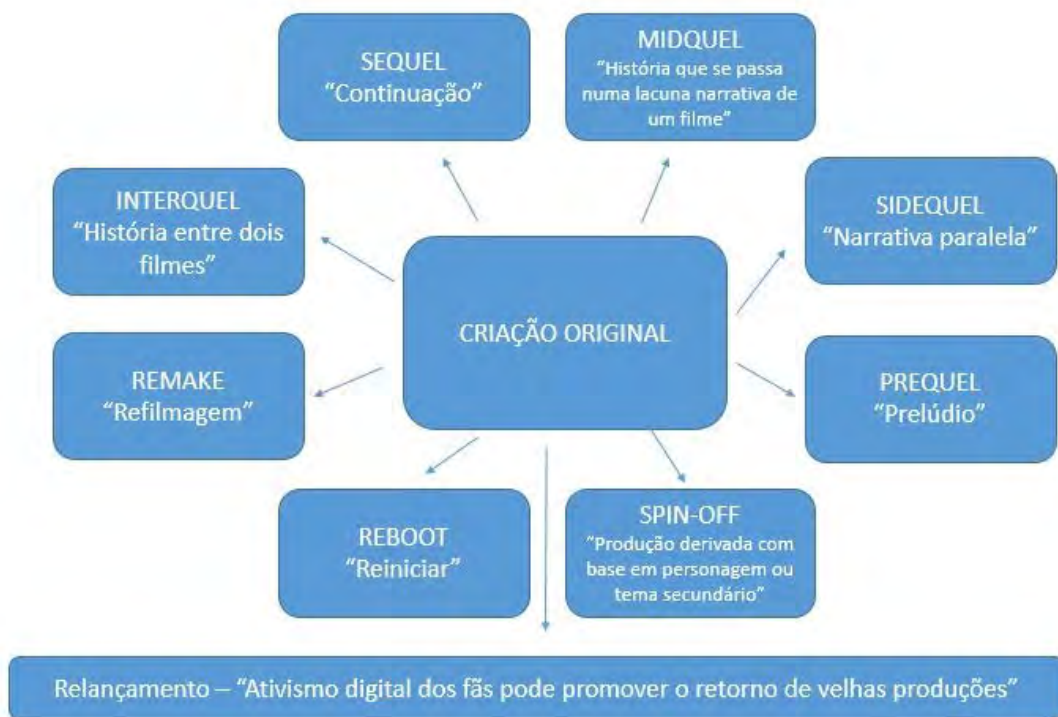 SEQUEL
“Continuação”
MIDQUEL
“História que se passa
numa lacuna narrativa de
um filme”
INTERQUEL
“História entre dois
filmes”
SIDEQUEL
“Narrativa paralela”
CRIAÇÃO ORIGINAL
REMAKE
“Refilmagem”
PREQUEL
“Prelúdio”
REBOOT
“Reiniciar”
SPIN-OFF
“Produção derivada com
base em personagem ou
tema secundário”
Relançamento – “Ativismo digital dos fãs pode promover o retorno de velhas produções”